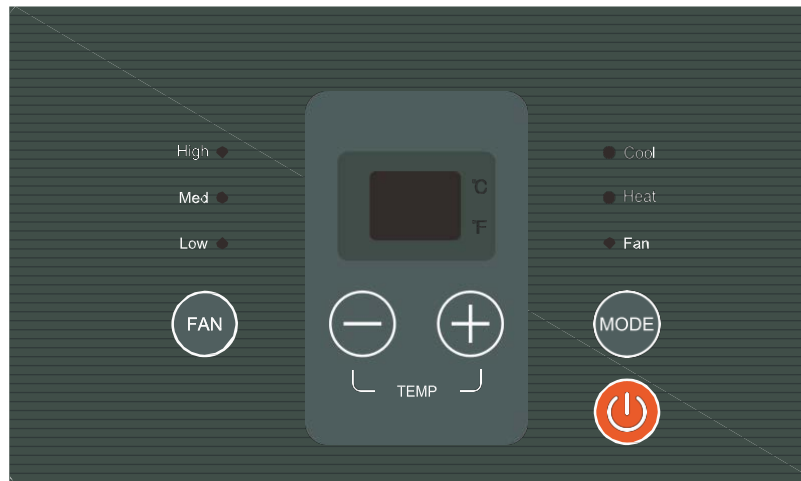 High
Med
Low
FAN
℃
℉
TEMP
Cool
Heat
Fan
MODE